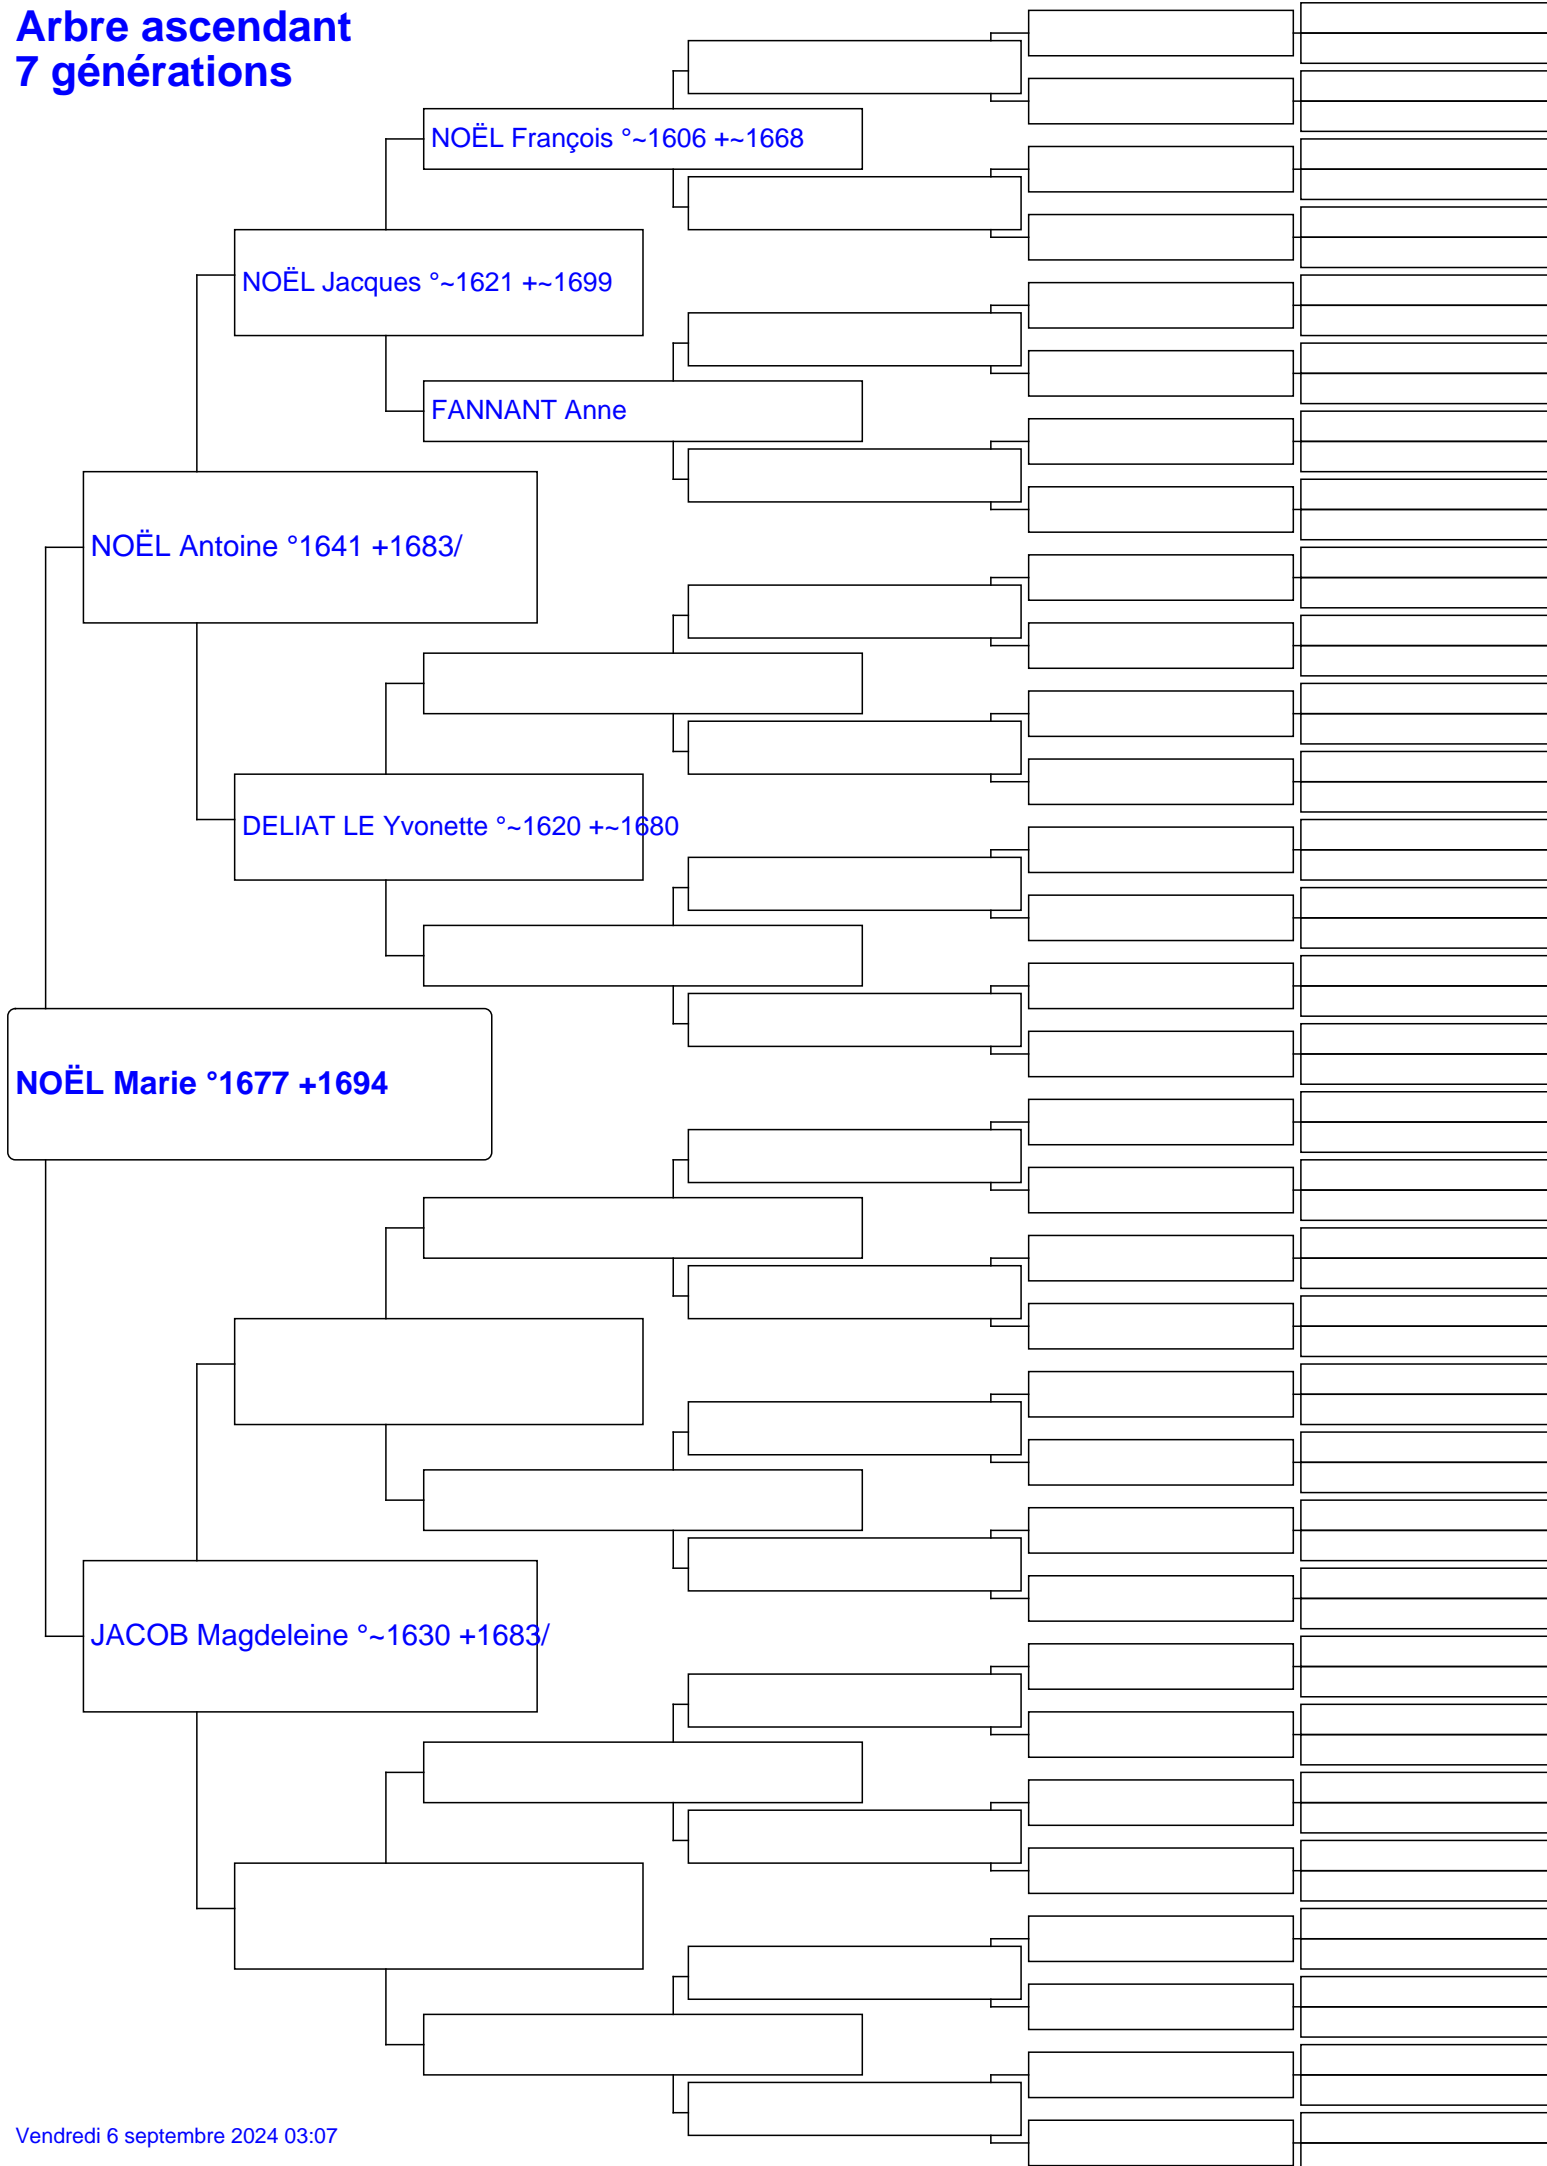 Arbre ascendant
7 générations
NOËL François °~1606 +~1668
NOËL Jacques °~1621 +~1699
FANNANT Anne
NOËL Antoine °1641 +1683/
DELIAT LE Yvonette °~1620 +~1680
NOËL Marie °1677 +1694
JACOB Magdeleine °~1630 +1683/
Vendredi 6 septembre 2024 03:07